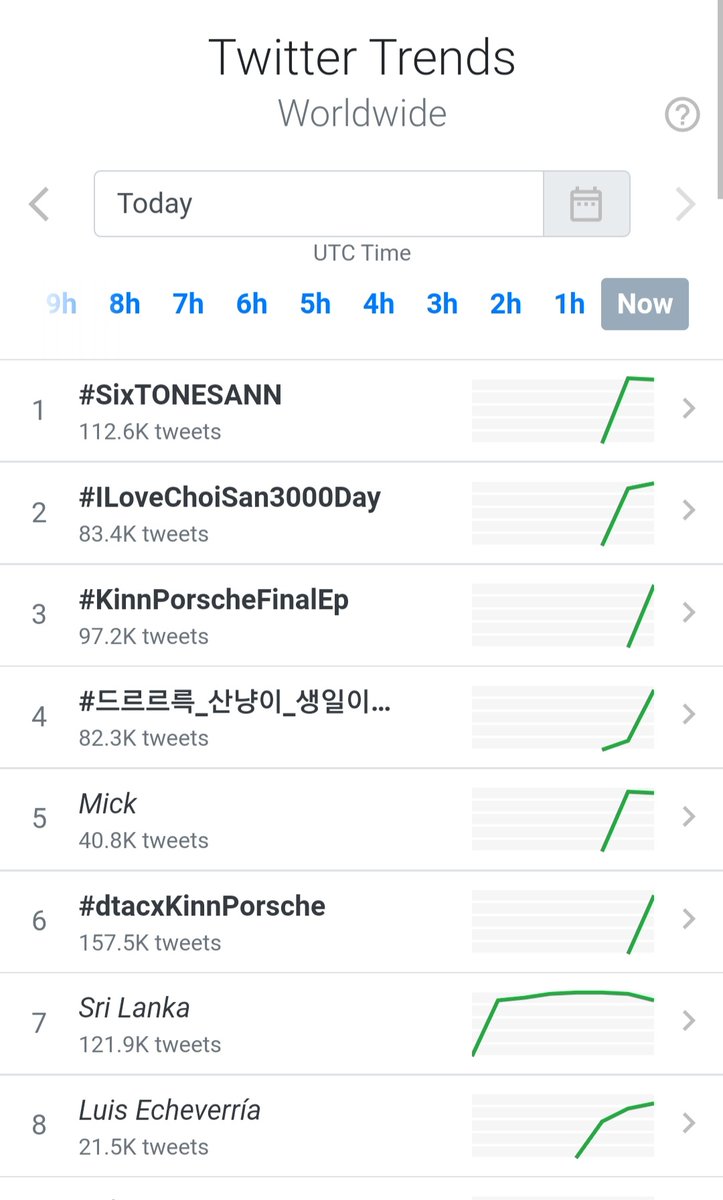 Twitter Trends
Worldwide
Today
UTC Time
9h 8h 7h 6h 5h 4h 3h 2h 1h Now
1 #SixTONESANN
112.6K tweets
2 #ILoveChoiSan3000Day
83.4K tweets
3 #KinnPorscheFinalEp
97.2K tweets
4 #드르르륵_산냥이_생일이...
82.3K tweets
5 Mick
40.8K tweets
6 #dtacxKinnPorsche
157.5K tweets
7 Sri Lanka
121.9K tweets
8 Luis Echeverría
21.5K tweets